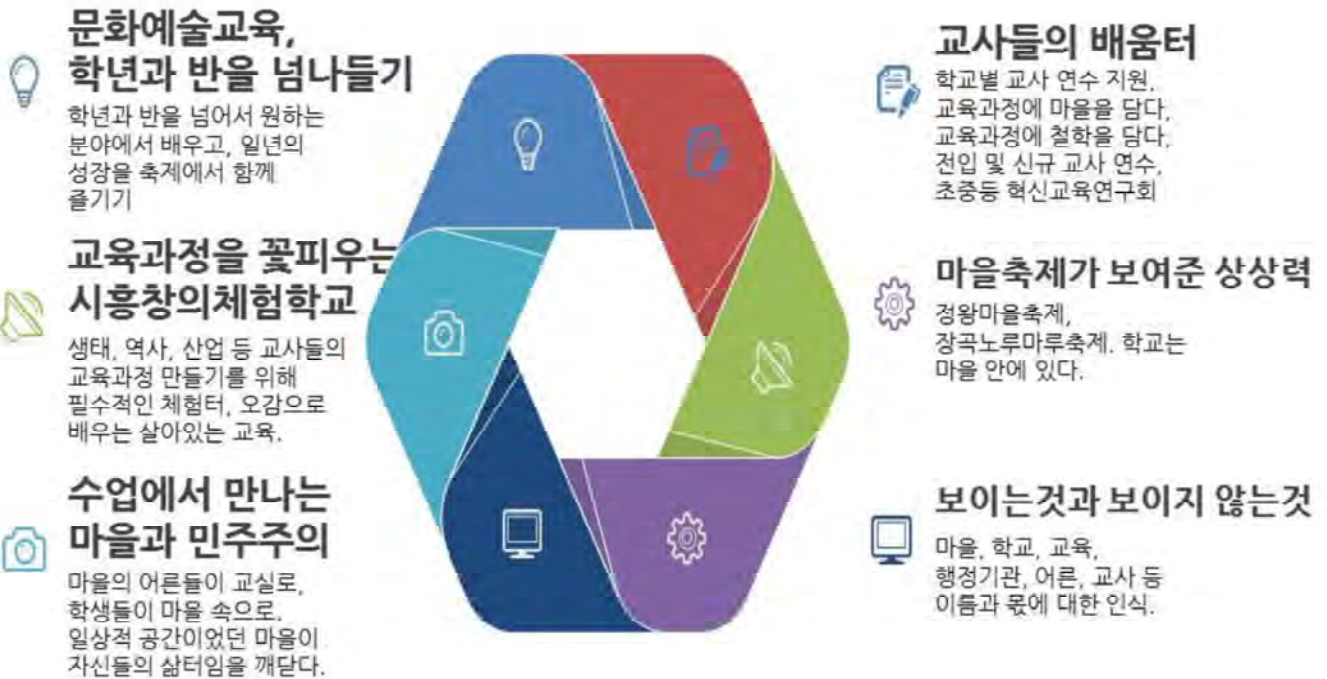 문화예술교육,
학년과 반을 넘나들기
학년과 반을 넘어서 원하는
분야에서 배우고, 일년의
성장을 축제에서 함께
즐기기
교육과정을 꽃피우는
시흥창의체험학교
생태, 역사, 산업 등 교사들의
교육과정 만들기를 위해
필수적인 체험터, 오감으로
배우는 살아있는 교육.
수업에서 만나는
마을과 민주주의
마을의 어른들이 교실로,
학생들이 마을 속으로.
일상적 공간이었던 마을이
자신들의 삶터임을 깨닫다.
교사들의 배움터
학교별 교사 연수 지원,
교육과정에 마을을 담다,
교육과정에 철학을 담다,
전입 및 신규 교사 연수,
초중등 혁신교육연구회
마을축제가 보여준 상상력
정왕마을축제,
장곡노루마루축제. 학교는
마을 안에 있다.
보이는것과 보이지 않는것
마을, 학교, 교육,
행정기관, 어른, 교사 등
이름과 몫에 대한 인식.